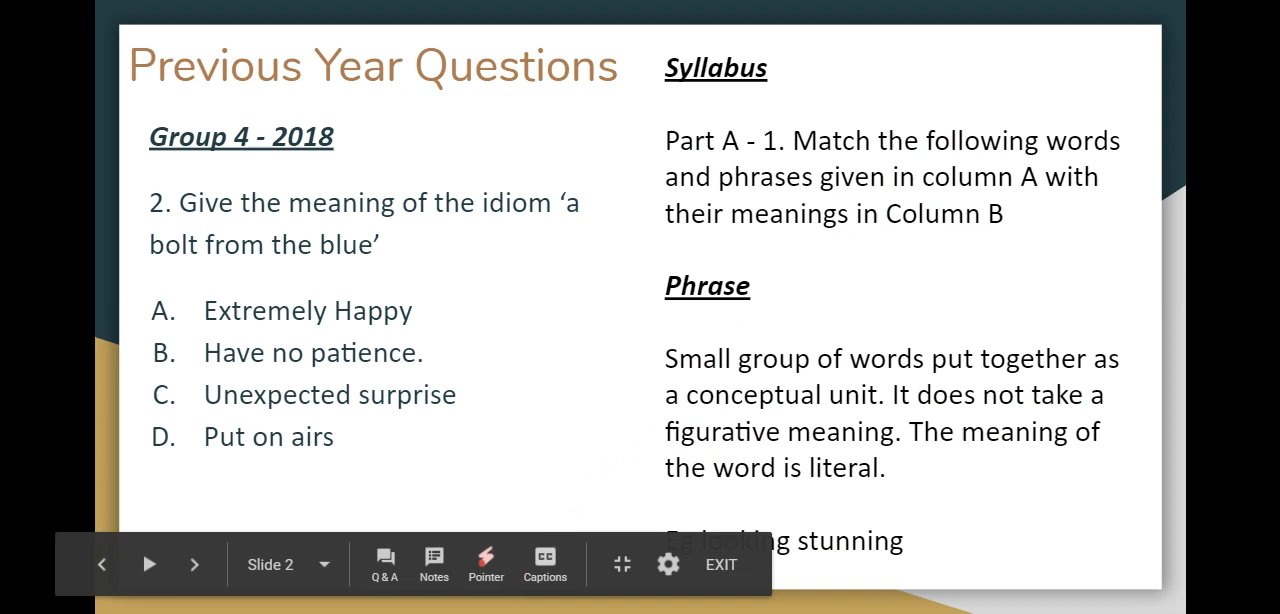 Previous Year Questions
Group 4 - 2018
2. Give the meaning of the idiom ‘a
bolt from the blue’
A. Extremely Happy
B. Have no patience.
C. Unexpected surprise
D. Put on airs
Syllabus
Part A - 1. Match the following words
and phrases given in column A with
their meanings in Column B
Phrase
Small group of words put together as
a conceptual unit. It does not take a
figurative meaning. The meaning of
the word is literal.
Eg looking stunning
Slide 2
Q & A
Notes
Pointer
CC
Captions
EXIT